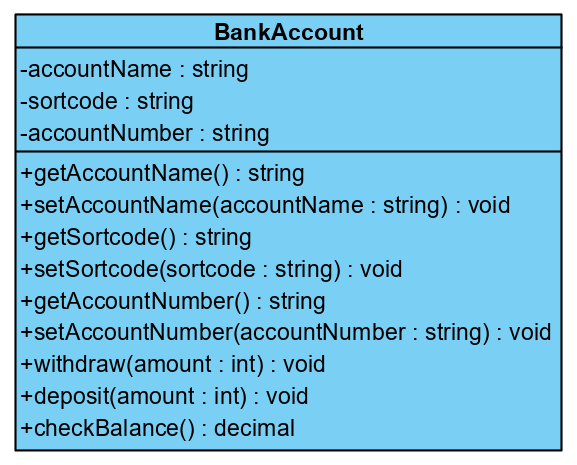 BankAccount
-accountName : string
-sortcode : string
-accountNumber : string
+getAccountName() : string
+setAccountName(accountName : string) : void
+getSortcode() : string
+setSortcode(sortcode : string) : void
+getAccountNumber() : string
+setAccountNumber(accountNumber : string) : void
+withdraw(amount : int) : void
+deposit(amount : int) : void
+checkBalance() : decimal